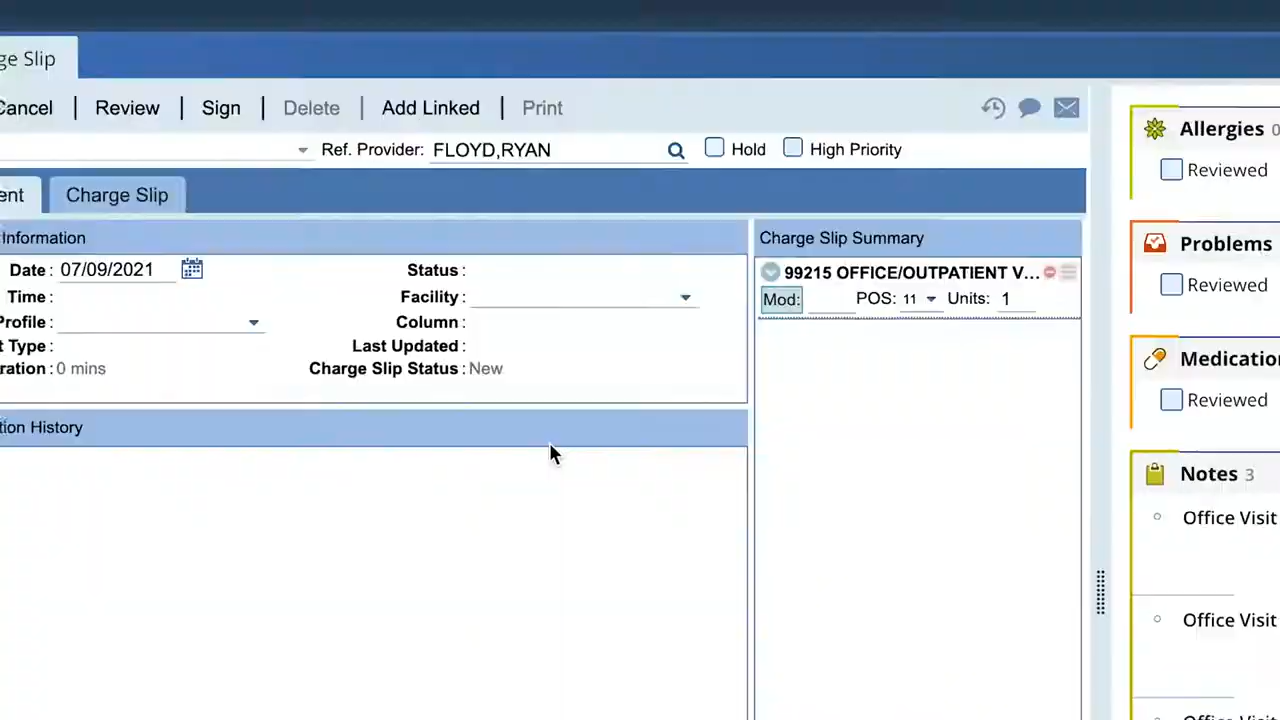 ge Slip
Cancel | Review | Sign | Delete | Add Linked | Print
Ref. Provider: FLOYD,RYAN Hold High Priority
ent Charge Slip
Information
Date: 07/09/2021 Status:
Time: Facility:
Profile: Column:
t Type: Last Updated:
ration: 0 mins Charge Slip Status: New
tion History
Charge Slip Summary
99215 OFFICE/OUTPATIENT V...
Mod: POS: 11 Units: 1
Allergies 0
Reviewed
Problems
Reviewed
Medication
Reviewed
Notes 3
Office Visit
Office Visit
Office Visit